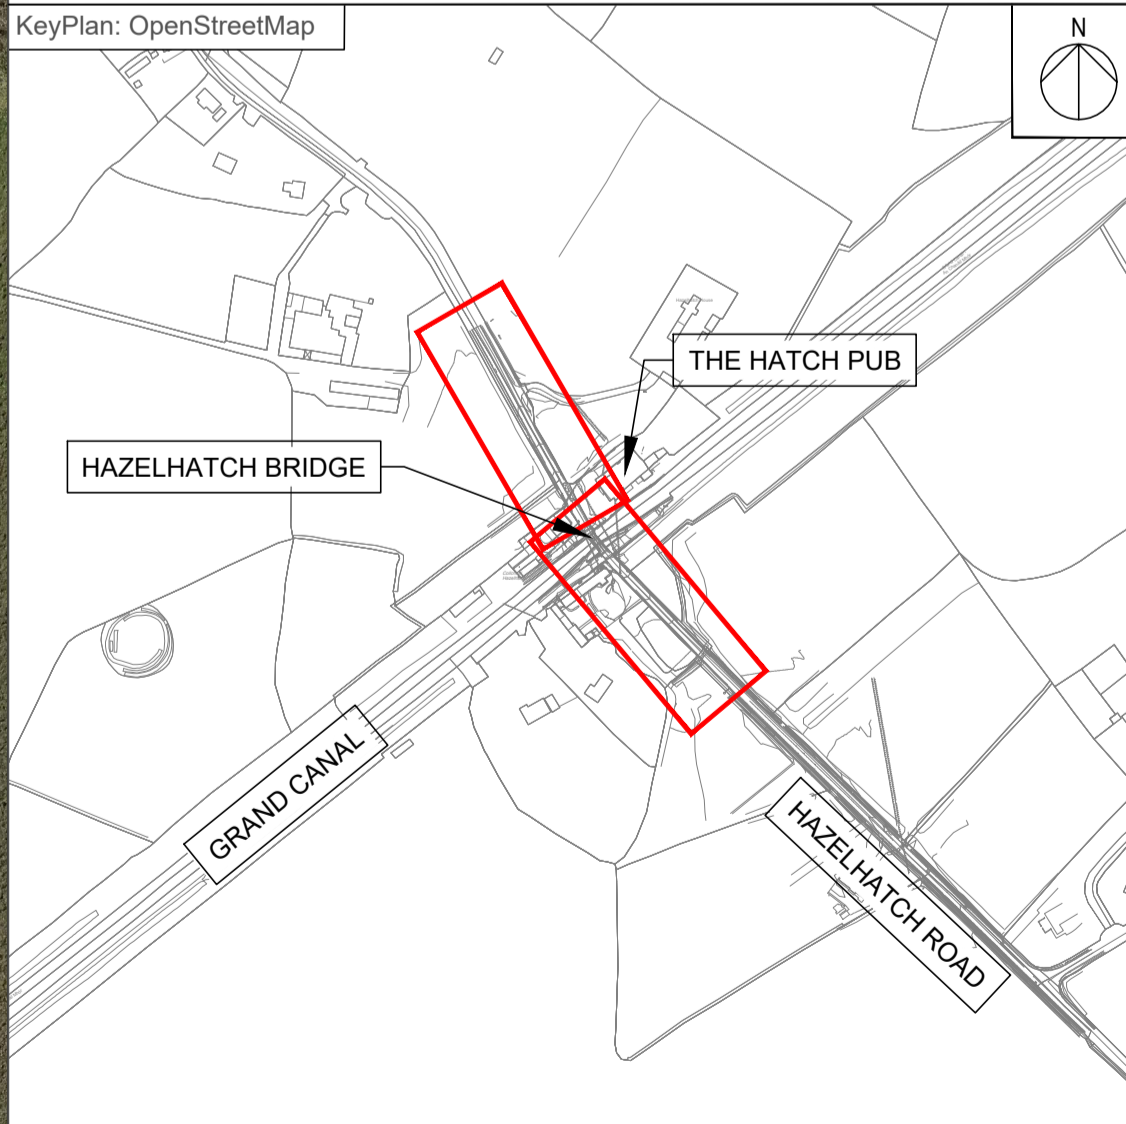 KeyPlan: OpenStreetMap
N
THE HATCH PUB
HAZELHATCH BRIDGE
GRAND CANAL
HAZELHATCH ROAD